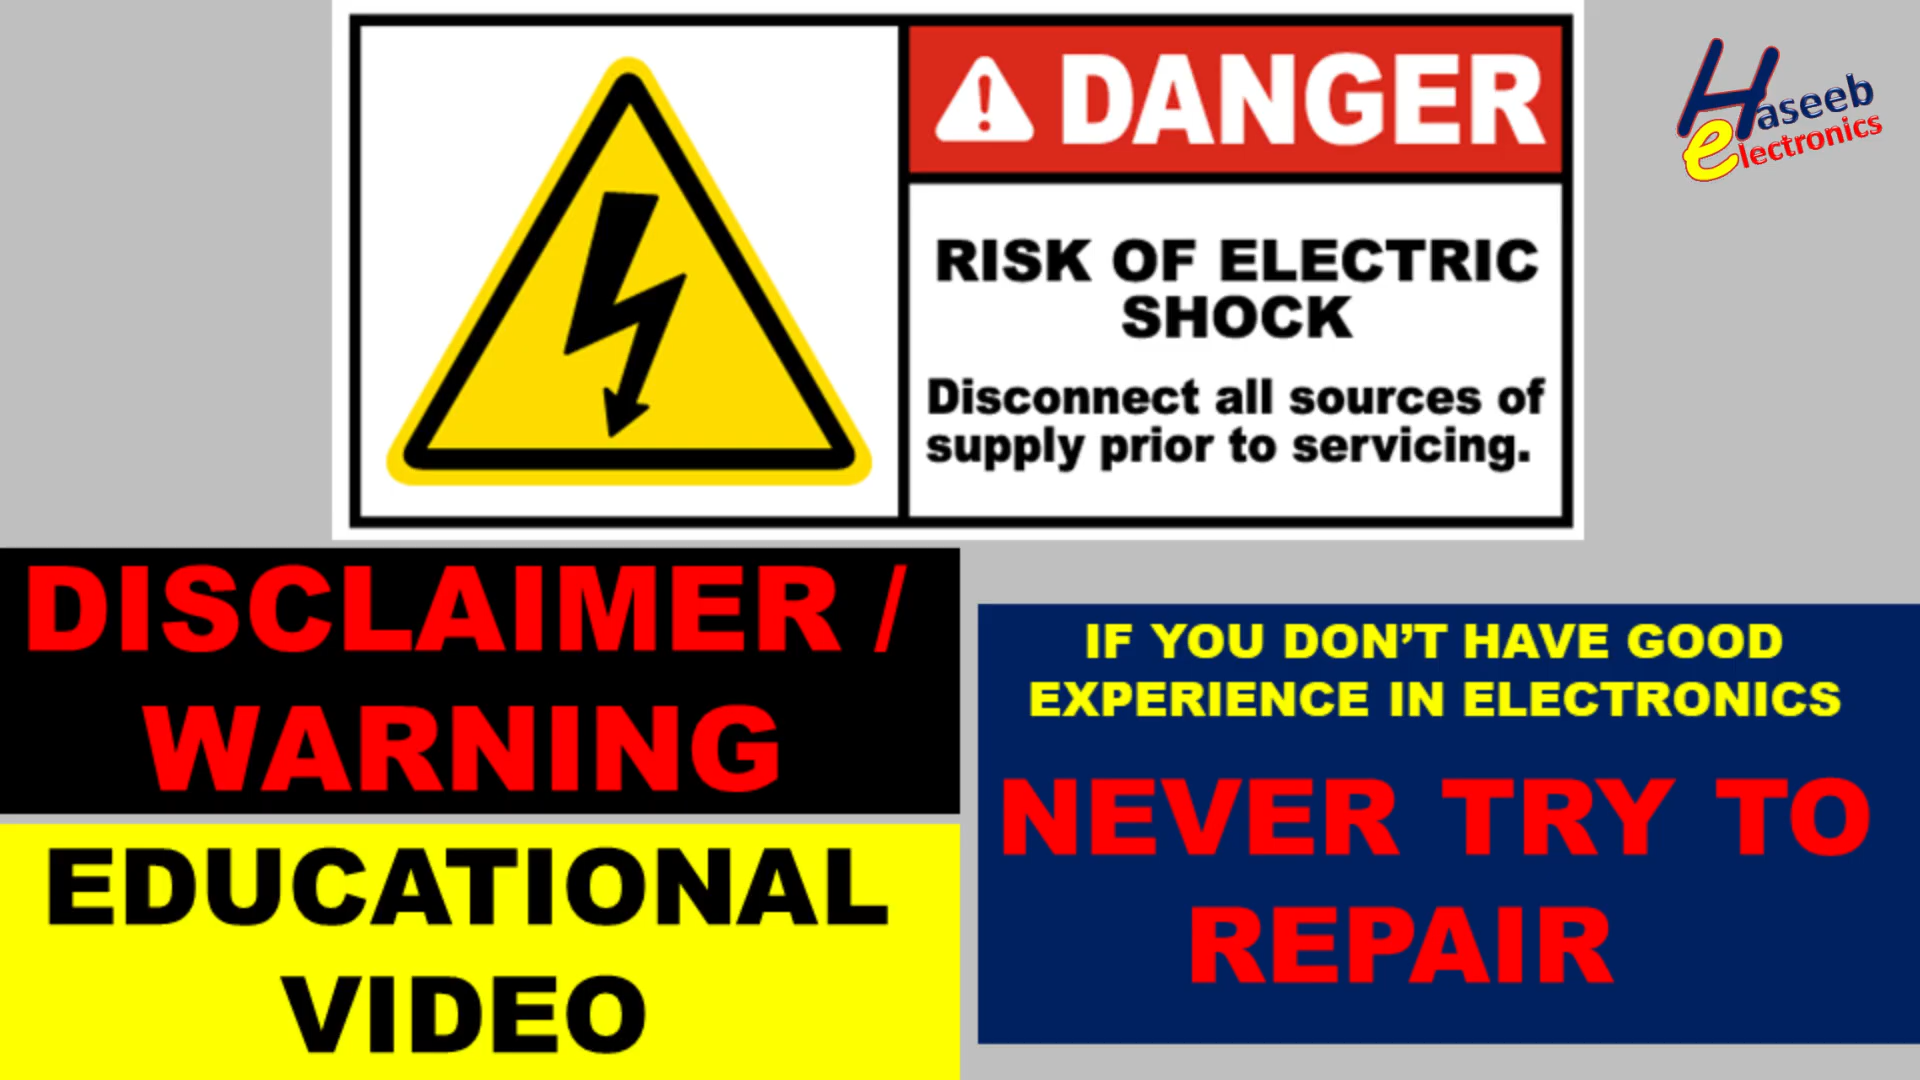 DANGER
RISK OF ELECTRIC
SHOCK
Disconnect all sources of
supply prior to servicing.
Haseeb
electronics
DISCLAIMER /
WARNING
EDUCATIONAL
VIDEO
IF YOU DON’T HAVE GOOD
EXPERIENCE IN ELECTRONICS
NEVER TRY TO
REPAIR